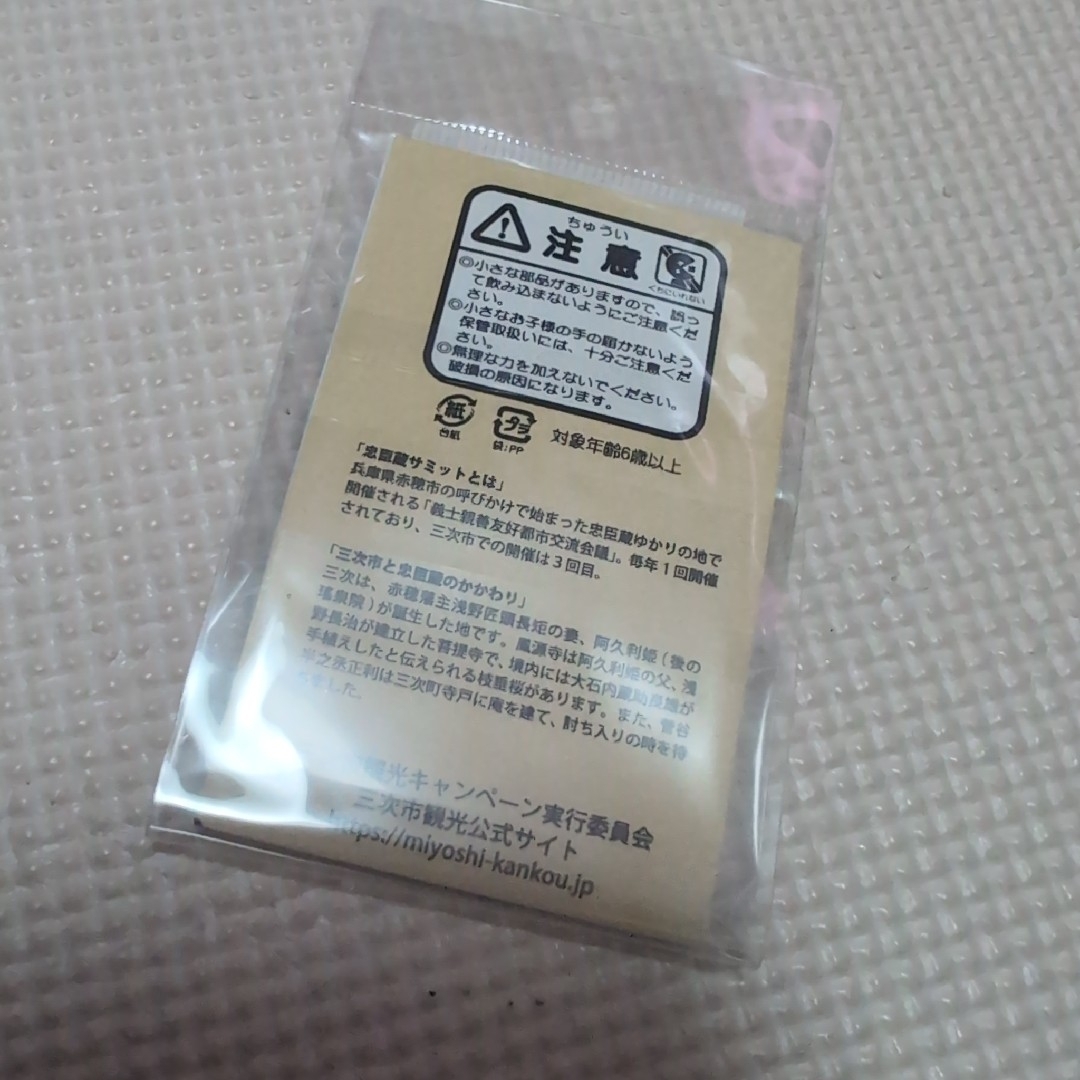 ちゅうい
注意
くちにいれない
◎小さな部品がありますので、誤っ
て飲み込まないようにご注意くだ
さい。
◎小さなお子様の手の届かないよう
保管取扱いには、十分ご注意くだ
さい。
◎無理な力を加えないでください。
破損の原因になります。
紙
台紙
プラ
袋:PP
対象年齢6歳以上
「忠臣蔵サミットとは」
兵庫県赤穂市の呼びかけで始まった忠臣蔵ゆかりの地で
開催される「義士親善友好都市交流会議」。毎年1回開催
されており、三次市での開催は3回目。
「三次市と忠臣蔵のかかわり」
三次は、赤穂藩主浅野匠頭長矩の妻、阿久利姫(後の
瑤泉院)が誕生した地です。鳳源寺は阿久利姫の父、浅
野長治が建立した菩提寺で、境内には大石内蔵助良雄が
手植えしたと伝えられる枝垂桜があります。また、菅谷
半之丞正利は三次町寺戸に庵を建て、討ち入りの時を待
ました。
観光キャンペーン実行委員会
三次市観光公式サイト
https://miyoshi-kankou.jp